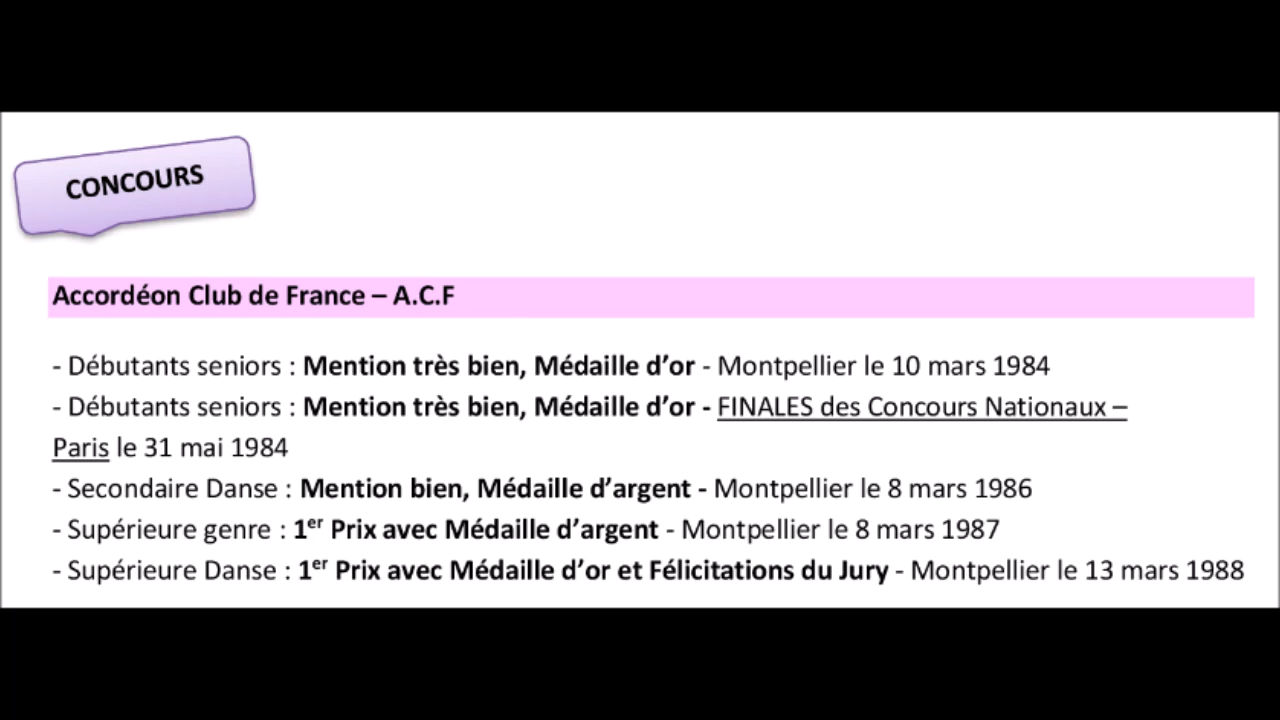 CONCOURS
Accordéon Club de France – A.C.F
- Débutants seniors : Mention très bien, Médaille d’or - Montpellier le 10 mars 1984
- Débutants seniors : Mention très bien, Médaille d’or - FINALES des Concours Nationaux –
Paris le 31 mai 1984
- Secondaire Danse : Mention bien, Médaille d’argent - Montpellier le 8 mars 1986
- Supérieure genre : 1er Prix avec Médaille d’argent - Montpellier le 8 mars 1987
- Supérieure Danse : 1er Prix avec Médaille d’or et Félicitations du Jury - Montpellier le 13 mars 1988